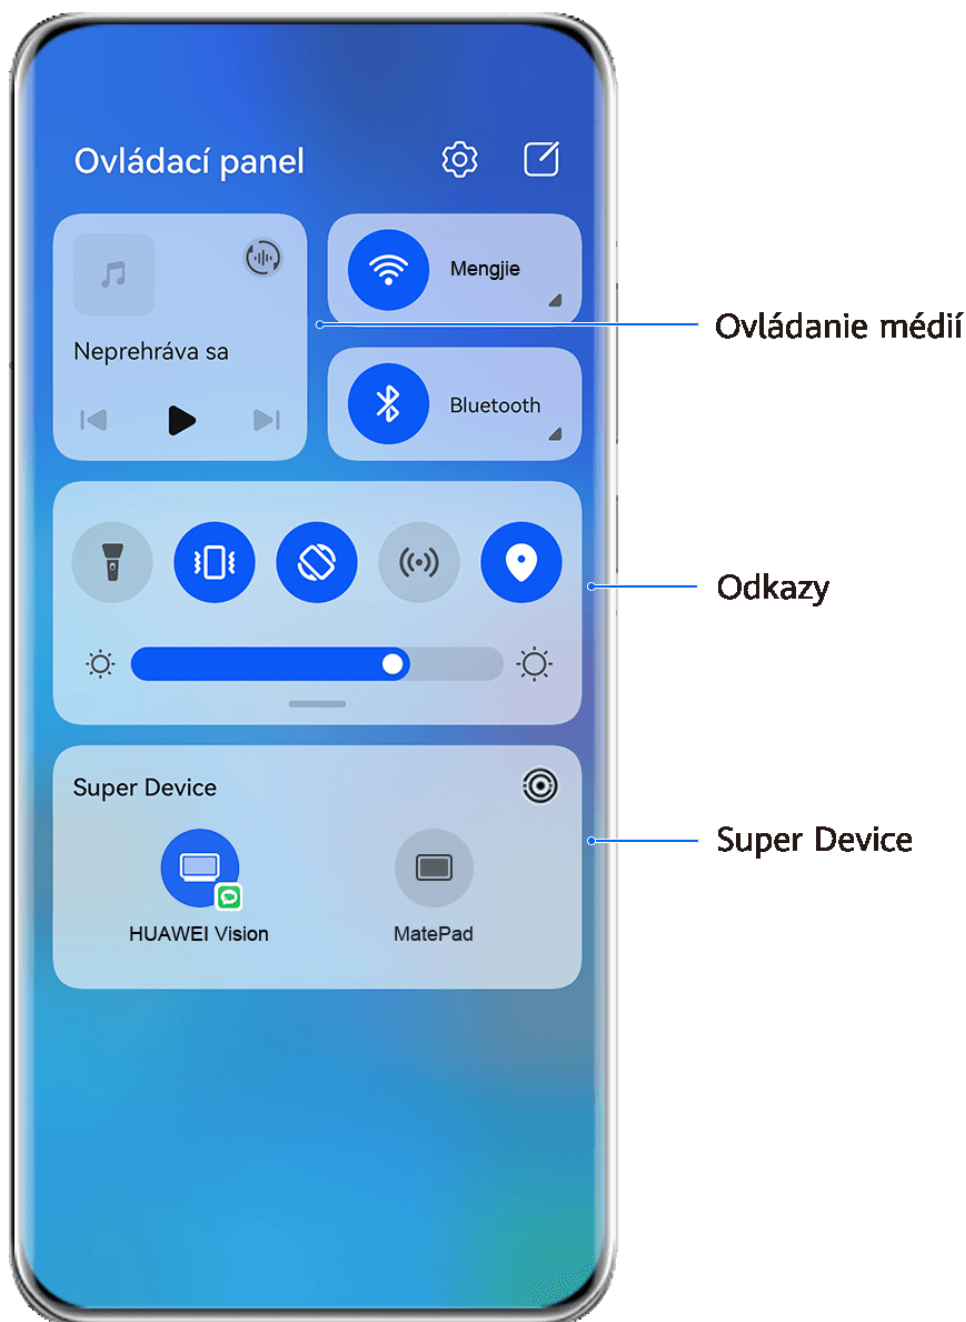 Ovládací panel
Neprehráva sa
Mengjie
Bluetooth
Ovládanie médií
Odkazy
Super Device
HUAWEI Vision
MatePad
Super Device